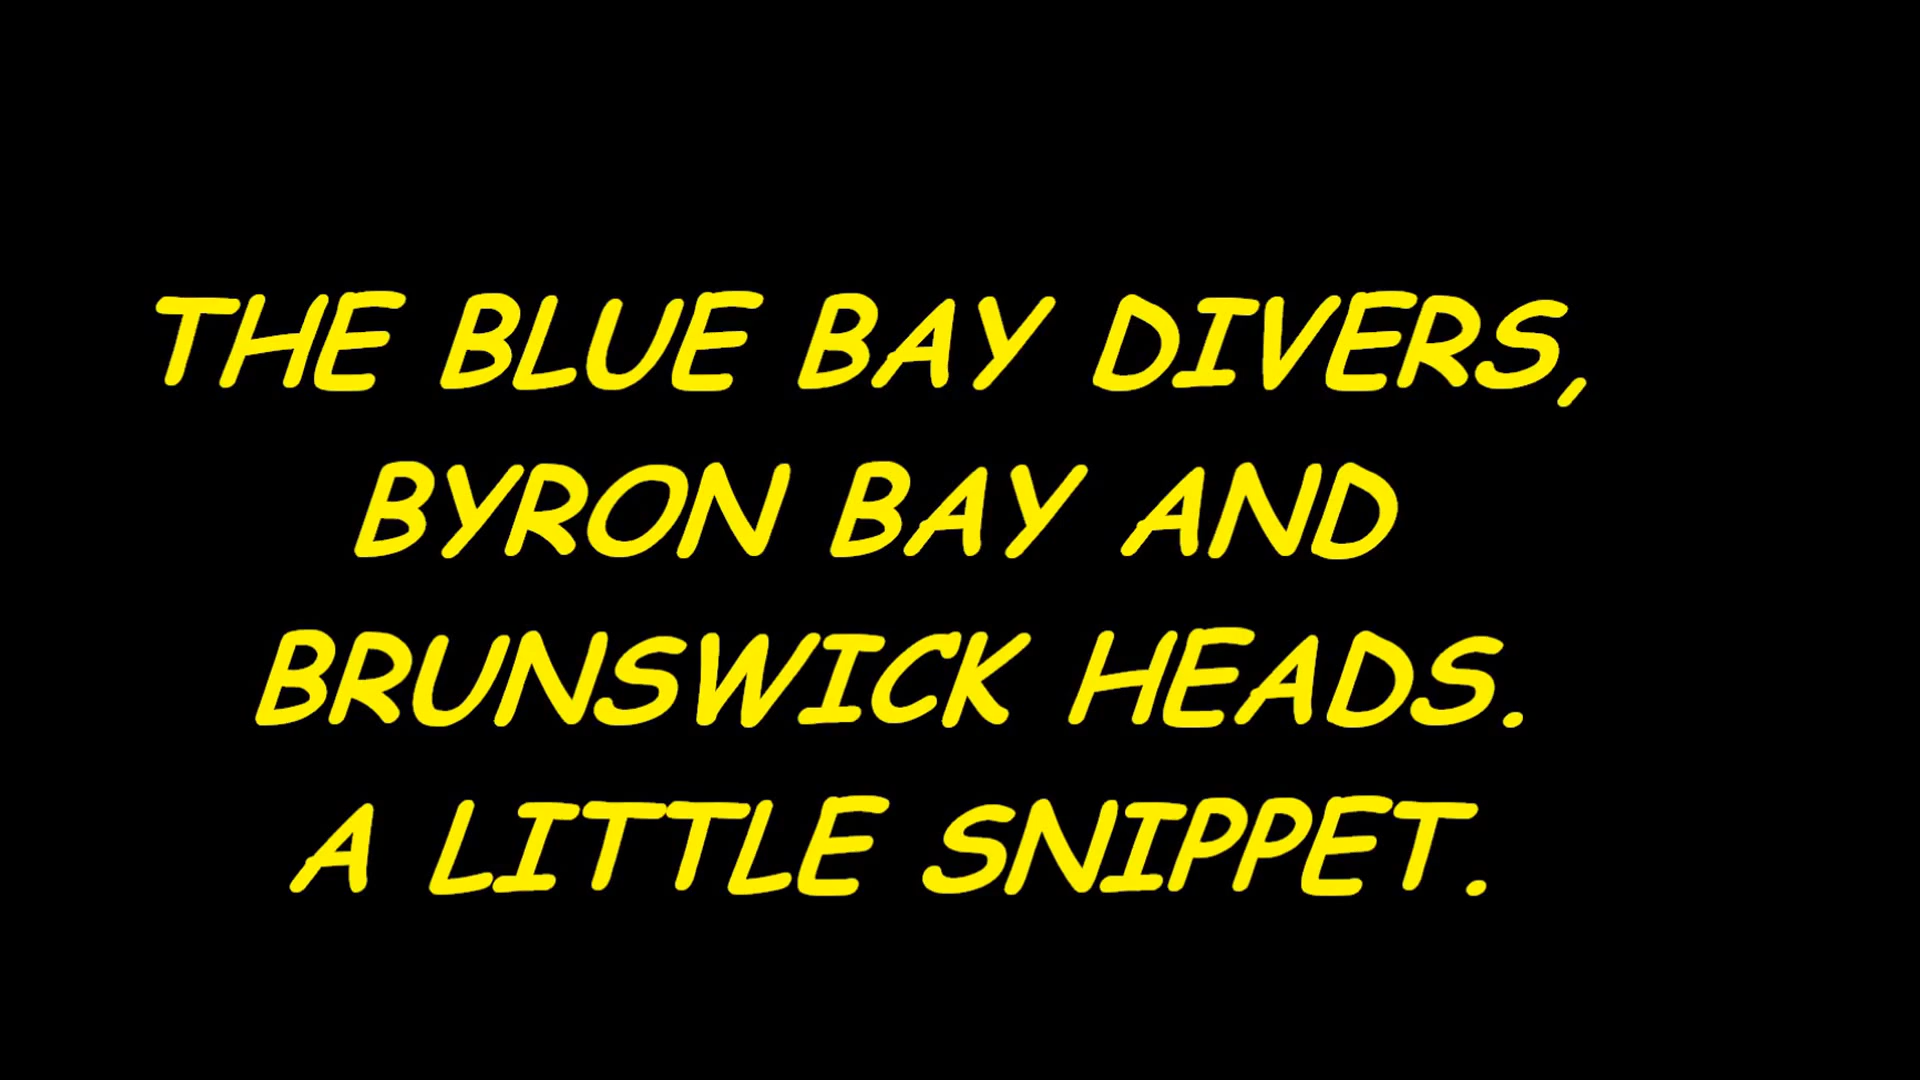 THE BLUE BAY DIVERS,
BYRON BAY AND
BRUNSWICK HEADS.
A LITTLE SNIPPET.